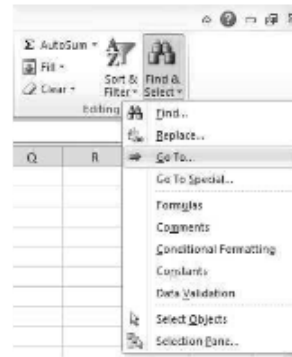 Σ AutoSum
Fill
Clear
Sort & Filter
Find & Select
Editing
Find...
Replace...
Go To...
Go To Special...
Formulas
Comments
Conditional Formatting
Constants
Data Validation
Select Objects
Selection Pane...
Q R